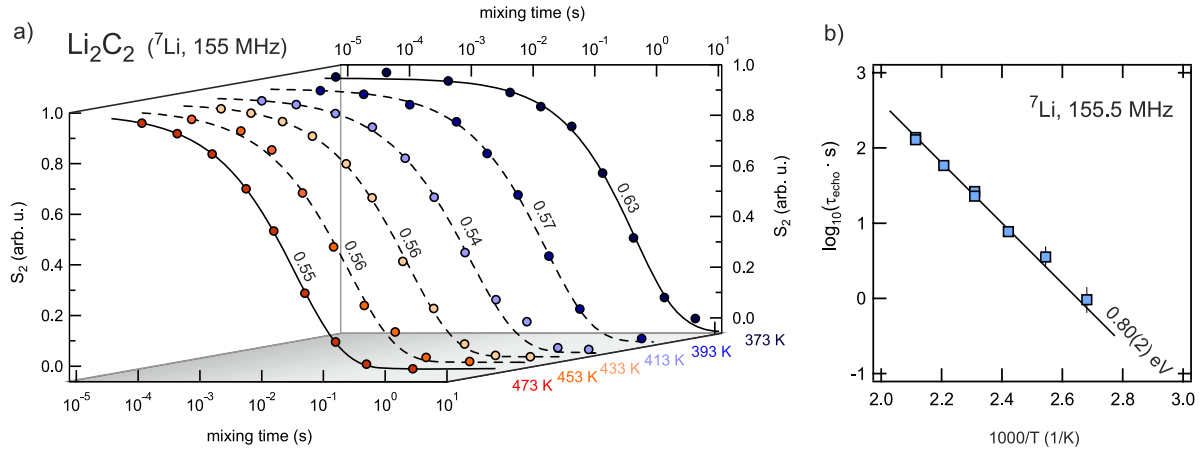 a)
Li₂C₂ (⁷Li, 155 MHz)
mixing time (s)
10⁻⁵ 10⁻⁴ 10⁻³ 10⁻² 10⁻¹ 10⁰ 10¹
1.0
0.8
0.6
0.4
0.2
0.0
S₂ (arb. u.)
1.0
0.8
0.6
0.4
0.2
0.0
S₂ (arb. u.)
0.55
0.56
0.56
0.54
0.57
0.63
473 K
453 K
433 K
413 K
393 K
373 K
10⁻⁵ 10⁻⁴ 10⁻³ 10⁻² 10⁻¹ 10⁰ 10¹
mixing time (s)
b)
⁷Li, 155.5 MHz
3
2
1
0
-1
log₁₀(τecho · s)
0.80(2) eV
2.0 2.2 2.4 2.6 2.8 3.0
1000/T (1/K)